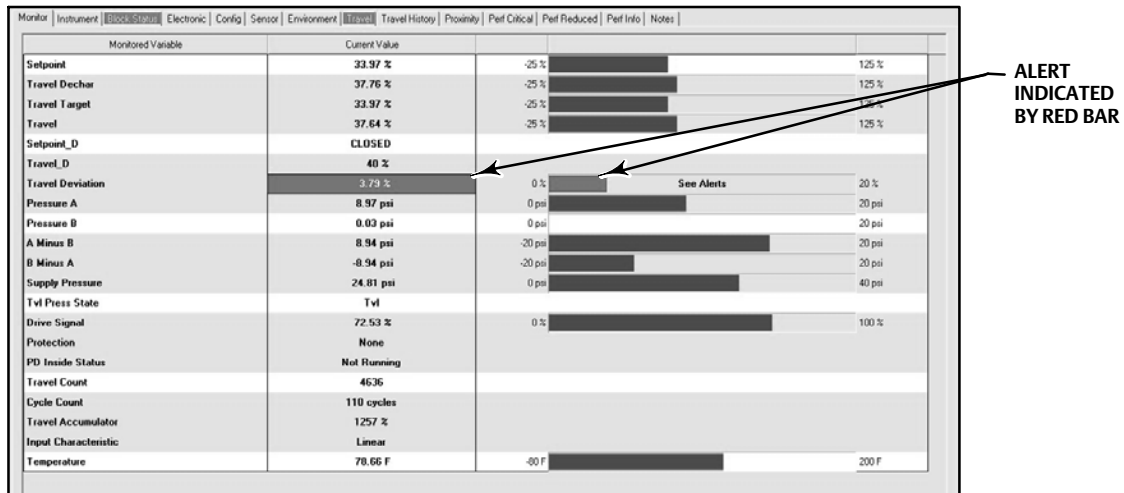 Monitor Instrument Block Status Electronic Config Sensor Environment Travel Travel History Proximity Perf Critical Perf Reduced Perf Info Notes
Monitored Variable Current Value
Setpoint 33.97 % -25 % 125 %
Travel Dechar 37.76 % -25 % 125 %
Travel Target 33.97 % -25 % 125 %
Travel 37.64 % -25 % 125 %
Setpoint_D CLOSED
Travel_D 40 %
Travel Deviation 3.79 % 0 % See Alerts 20 %
Pressure A 8.97 psi 0 psi 20 psi
Pressure B 0.03 psi 0 psi 20 psi
A Minus B 8.94 psi -20 psi 20 psi
B Minus A -8.94 psi -20 psi 20 psi
Supply Pressure 24.81 psi 0 psi 40 psi
Tvl Press State Tvl
Drive Signal 72.53 % 0 % 100 %
Protection None
PD Inside Status Not Running
Travel Count 4636
Cycle Count 110 cycles
Travel Accumulator 1257 %
Input Characteristic Linear
Temperature 78.66 F -80 F 200 F
ALERT
INDICATED
BY RED BAR